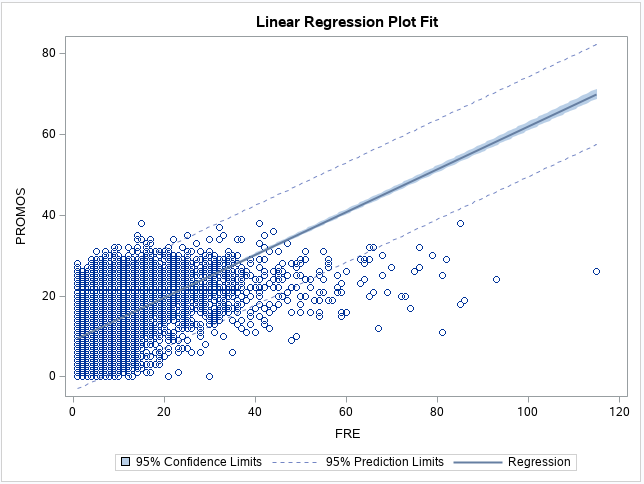 Linear Regression Plot Fit
80
60
40
20
0
PROMOS
0 20 40 60 80 100 120
FRE
95% Confidence Limits 95% Prediction Limits Regression